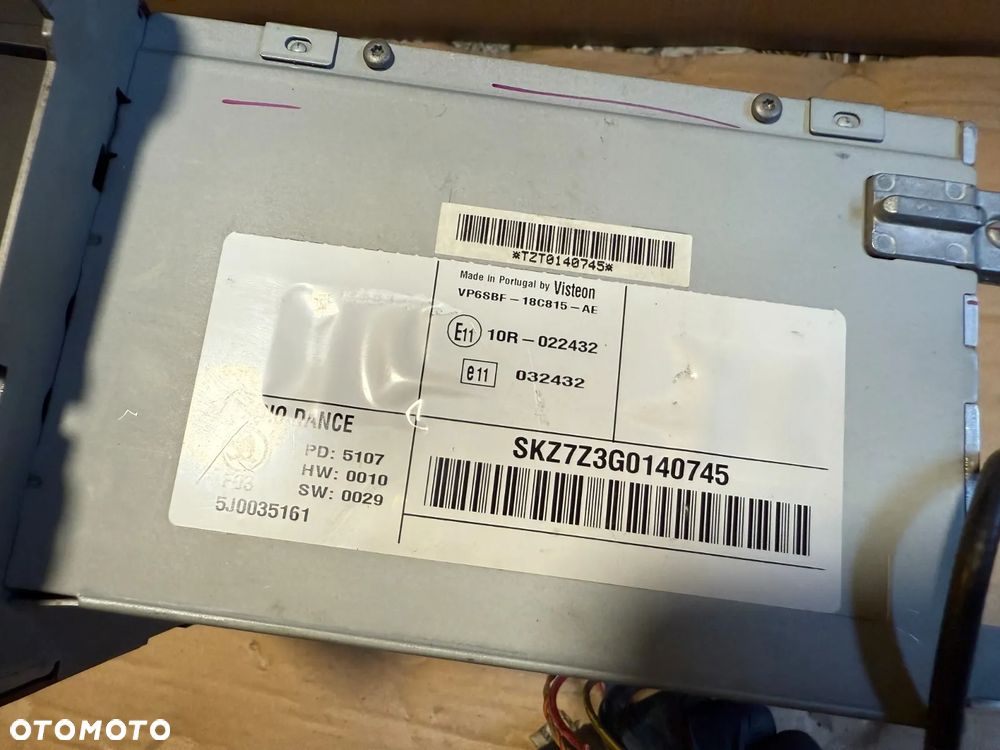 *TZT0140745*
Made in Portugal by Visteon
VP6SBF-18C815-AE
E11 10R-022432
e11 032432
DANCE
PD: 5107
HW: 0010
SW: 0029
5J0035161
SKZ7Z3G0140745
OTOMOTO